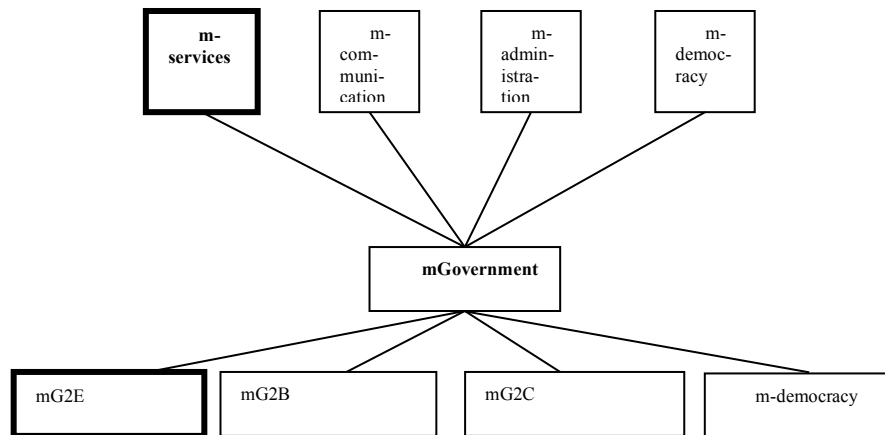 m-
services
m-
com-
muni-
cation
m-
admin-
istra-
tion
m-
democ-
racy
mGovernment
mG2E
mG2B
mG2C
m-democracy